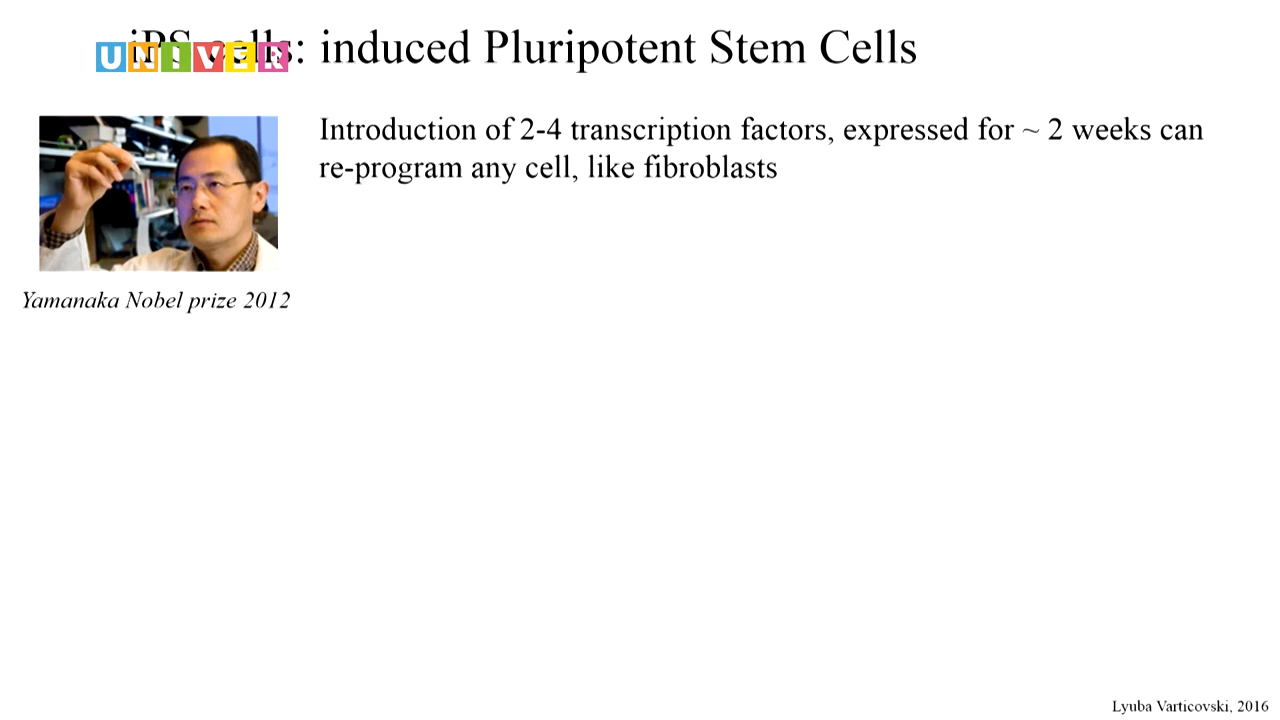 iPS cells: induced Pluripotent Stem Cells
UNIVER
Introduction of 2-4 transcription factors, expressed for ~ 2 weeks can
re-program any cell, like fibroblasts
Yamanaka Nobel prize 2012
Lyuba Varticovski, 2016